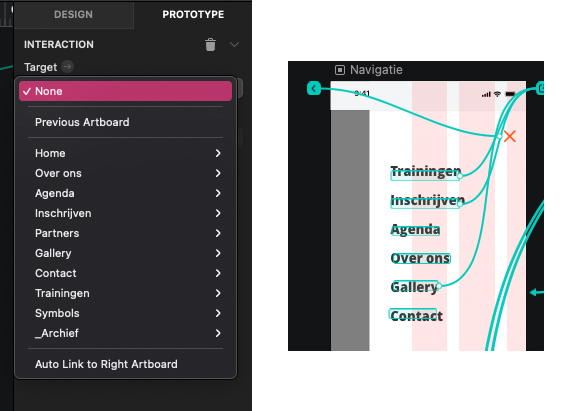 DESIGN
PROTOTYPE
INTERACTION
Target
None
Previous Artboard
Home
Over ons
Agenda
Inschrijven
Partners
Gallery
Contact
Trainingen
Symbols
_Archief
Auto Link to Right Artboard
Navigatie
9:41
Trainingen
Inschrijven
Agenda
Over ons
Gallery
Contact